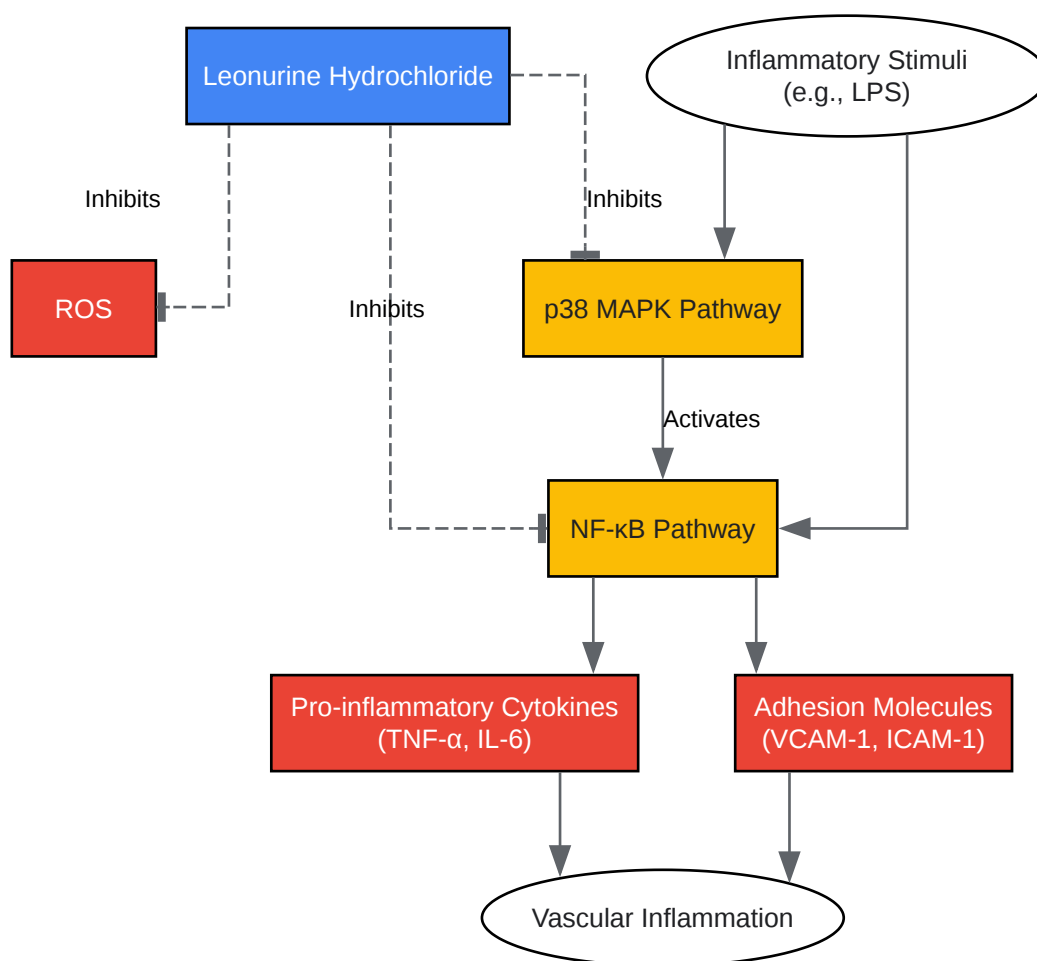 Leonurine Hydrochloride
Inflammatory Stimuli
(e.g., LPS)
Inhibits
Inhibits
ROS
Inhibits
p38 MAPK Pathway
Activates
NF-κB Pathway
Pro-inflammatory Cytokines
(TNF-α, IL-6)
Adhesion Molecules
(VCAM-1, ICAM-1)
Vascular Inflammation